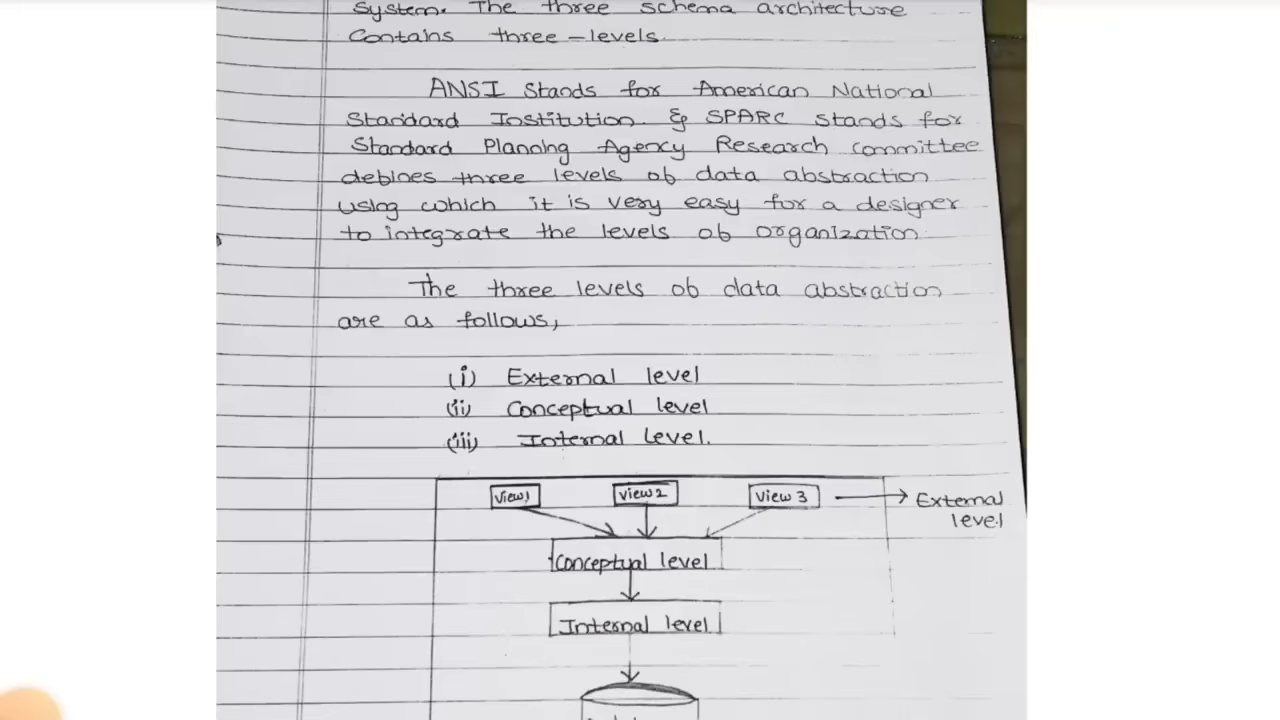 System. The three schema architecture
Contains three-levels.
ANSI Stands for American National
Standard Institution & SPARC stands for
Standard Planning Agency Research committee
defines three levels of data abstraction
using which it is very easy for a designer
to integrate the levels of organization
The three levels of data abstraction
are as follows,
(i) External level
(ii) Conceptual level
(iii) Internal Level.
View1 View2 View 3 External
level
Conceptual level
Internal level